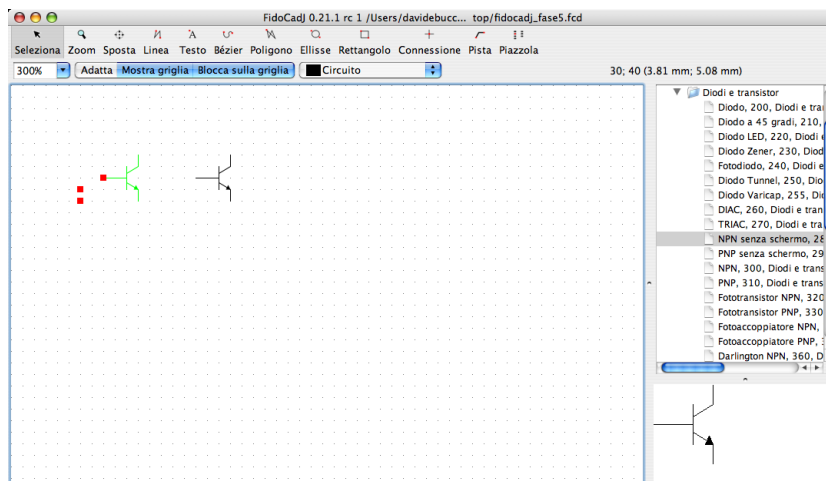 FidoCadJ 0.21.1 rc 1 /Users/davidebucc... top/fidocadj_fase5.fcd
Seleziona Zoom Sposta Linea Testo Bézier Poligono Ellisse Rettangolo Connessione Pista Piazzola
300% Adatta Mostra griglia Blocca sulla griglia Circuito 30; 40 (3.81 mm; 5.08 mm)
Diodi e transistor
Diodo, 200, Diodi e tra
Diodo a 45 gradi, 210,
Diodo LED, 220, Diodi e
Diodo Zener, 230, Diod
Fotodiodo, 240, Diodi e
Diodo Tunnel, 250, Dio
Diodo Varicap, 255, Di
DIAC, 260, Diodi e tran
TRIAC, 270, Diodi e tra
NPN senza schermo, 28
PNP senza schermo, 29
NPN, 300, Diodi e trans
PNP, 310, Diodi e trans
Fototransistor NPN, 320
Fototransistor PNP, 330
Fotoaccoppiatore NPN,
Fotoaccoppiatore PNP,
Darlington NPN, 360, D